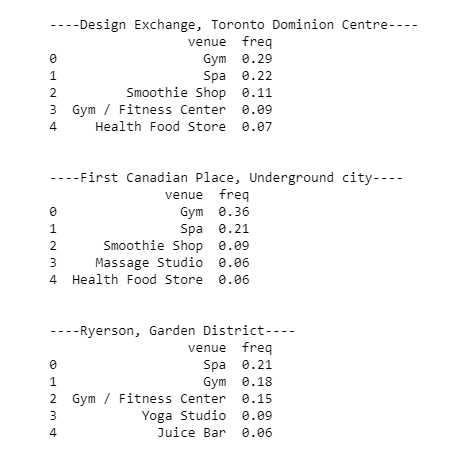 ----Design Exchange, Toronto Dominion Centre----
venue freq
0 Gym 0.29
1 Spa 0.22
2 Smoothie Shop 0.11
3 Gym / Fitness Center 0.09
4 Health Food Store 0.07
----First Canadian Place, Underground city----
venue freq
0 Gym 0.36
1 Spa 0.21
2 Smoothie Shop 0.09
3 Massage Studio 0.06
4 Health Food Store 0.06
----Ryerson, Garden District----
venue freq
0 Spa 0.21
1 Gym 0.18
2 Gym / Fitness Center 0.15
3 Yoga Studio 0.09
4 Juice Bar 0.06